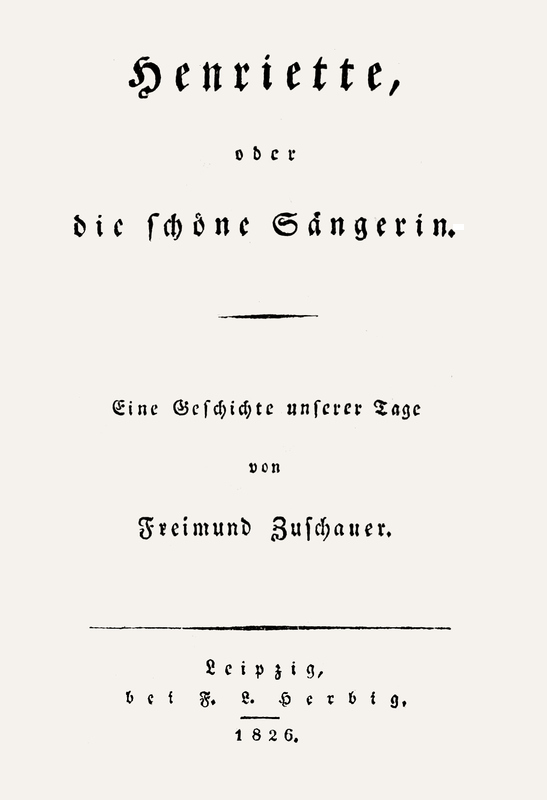 Henriette,
oder
die ſchöne Sängerin.
Eine Geſchichte unſerer Tage
von
Freimund Zuſchauer.
Leipzig,
bei F. L. Herbig.
1826.